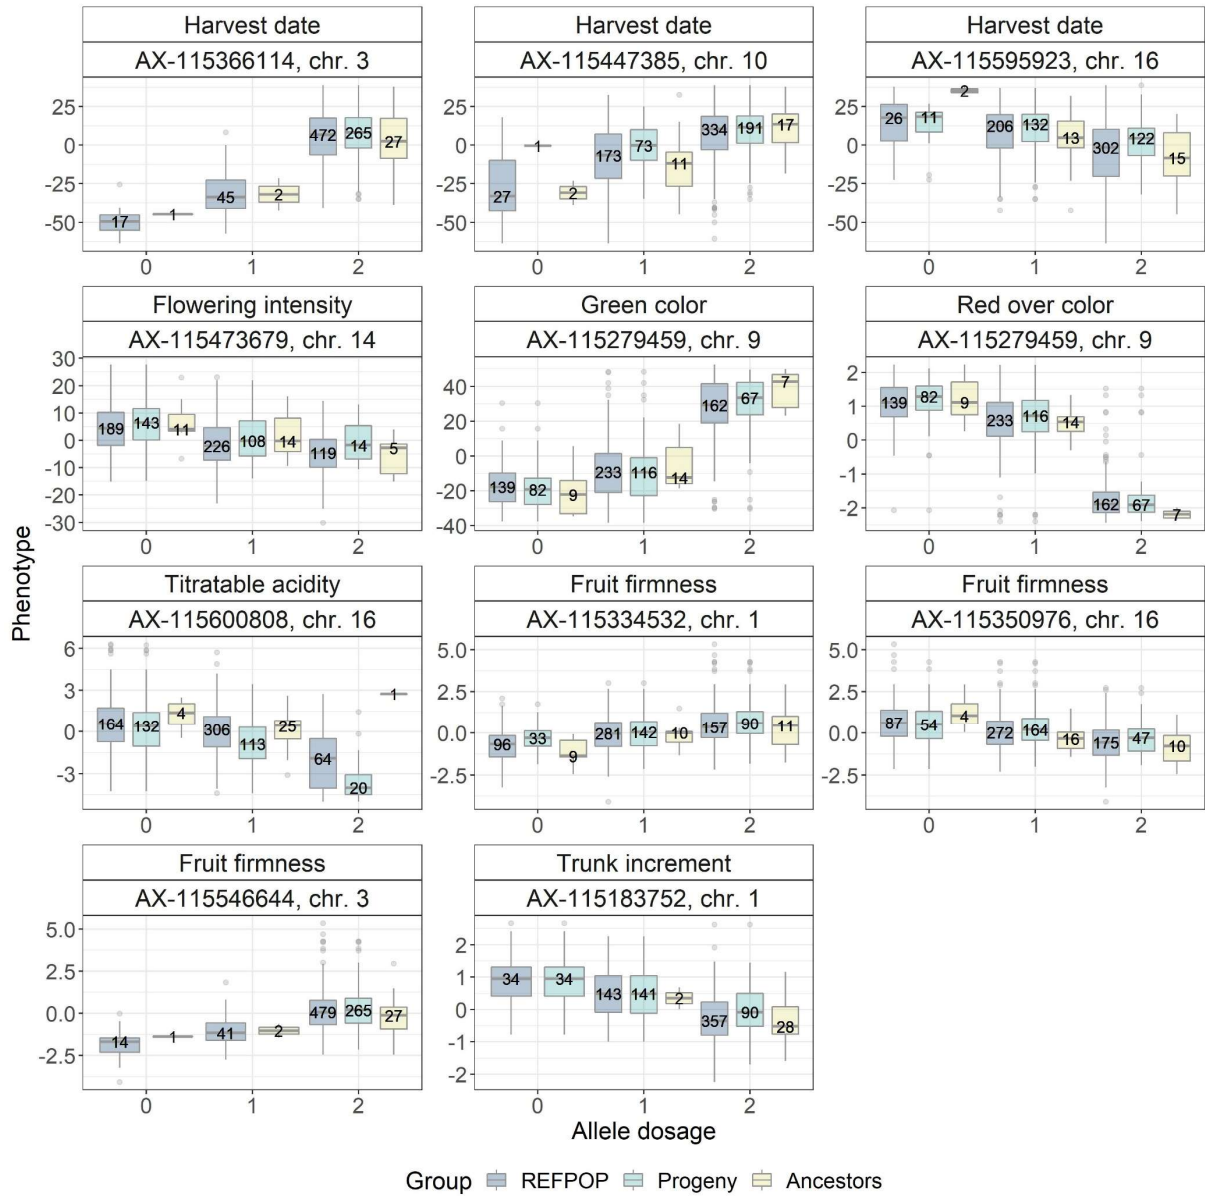 Harvest date Harvest date Harvest date
AX-115366114, chr. 3 AX-115447385, chr. 10 AX-115595923, chr. 16
25 25 25
0 0 0
-25 -25 -25
-50 -50 -50
17 1 45 2 472 265 27
27 1 2 173 73 11 334 191 17
26 11 2 206 132 13 302 122 15
0 1 2 0 1 2 0 1 2
Flowering intensity Green color Red over color
AX-115473679, chr. 14 AX-115279459, chr. 9 AX-115279459, chr. 9
30 20 10 0 -10 -20 -30
189 143 11 226 108 14 119 14 5
40 20 0 -20 -40
139 82 9 233 116 14 162 67 7
2 1 0 -1 -2
139 82 9 233 116 14 162 67 7
0 1 2 0 1 2 0 1 2
Phenotype
Titratable acidity Fruit firmness Fruit firmness
AX-115600808, chr. 16 AX-115334532, chr. 1 AX-115350976, chr. 16
6 3 0 -3
164 132 4 306 113 25 64 20 1
5.0 2.5 0.0 -2.5
96 33 9 281 142 10 157 90 11
5.0 2.5 0.0 -2.5
87 54 4 272 164 16 175 47 10
0 1 2 0 1 2 0 1 2
Fruit firmness Trunk increment
AX-115546644, chr. 3 AX-115183752, chr. 1
5.0 2.5 0.0 -2.5
14 1 41 2 479 265 27
2 1 0 -1 -2
34 34 143 141 2 357 90 28
0 1 2 0 1 2
Allele dosage
Group REFPOP Progeny Ancestors